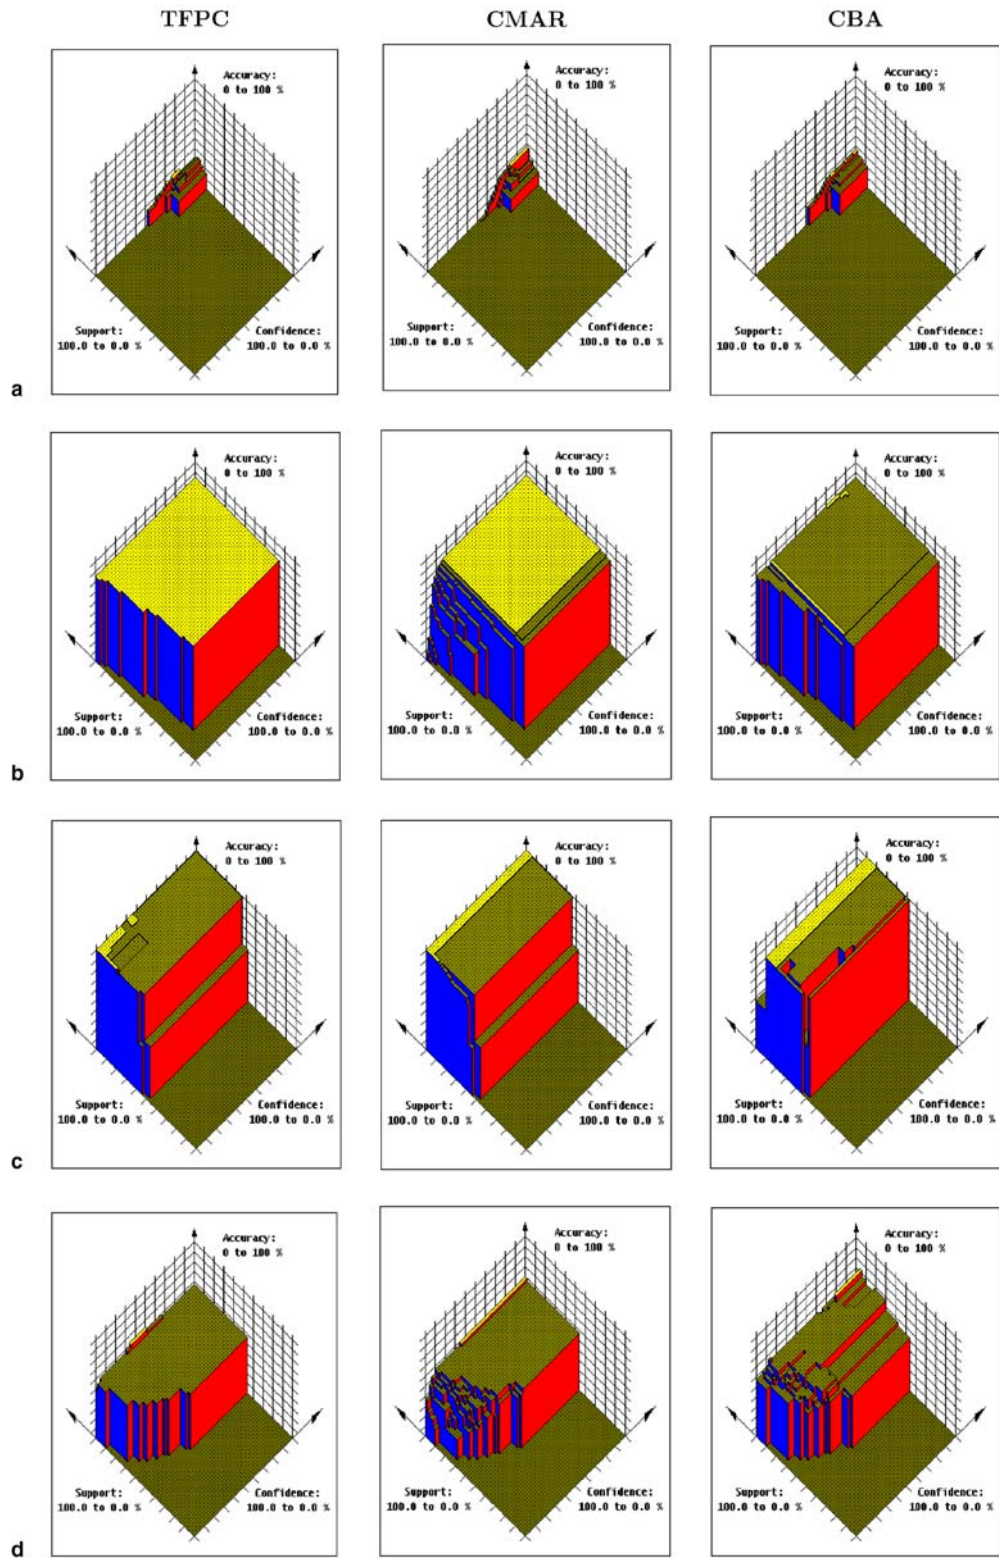 TFPC CMAR CBA
Accuracy: Accuracy: Accuracy:
0 to 100 % 0 to 100 % 0 to 100 %
Support: Confidence: Support: Confidence: Support: Confidence:
100.0 to 0.0 % 100.0 to 0.0 % 100.0 to 0.0 % 100.0 to 0.0 % 100.0 to 0.0 % 100.0 to 0.0 %
a
Accuracy: Accuracy: Accuracy:
0 to 100 % 0 to 100 % 0 to 100 %
Support: Confidence: Support: Confidence: Support: Confidence:
100.0 to 0.0 % 100.0 to 0.0 % 100.0 to 0.0 % 100.0 to 0.0 % 100.0 to 0.0 % 100.0 to 0.0 %
b
Accuracy: Accuracy: Accuracy:
0 to 100 % 0 to 100 % 0 to 100 %
Support: Confidence: Support: Confidence: Support: Confidence:
100.0 to 0.0 % 100.0 to 0.0 % 100.0 to 0.0 % 100.0 to 0.0 % 100.0 to 0.0 % 100.0 to 0.0 %
c
Accuracy: Accuracy: Accuracy:
0 to 100 % 0 to 100 % 0 to 100 %
Support: Confidence: Support: Confidence: Support: Confidence:
100.0 to 0.0 % 100.0 to 0.0 % 100.0 to 0.0 % 100.0 to 0.0 % 100.0 to 0.0 % 100.0 to 0.0 %
d